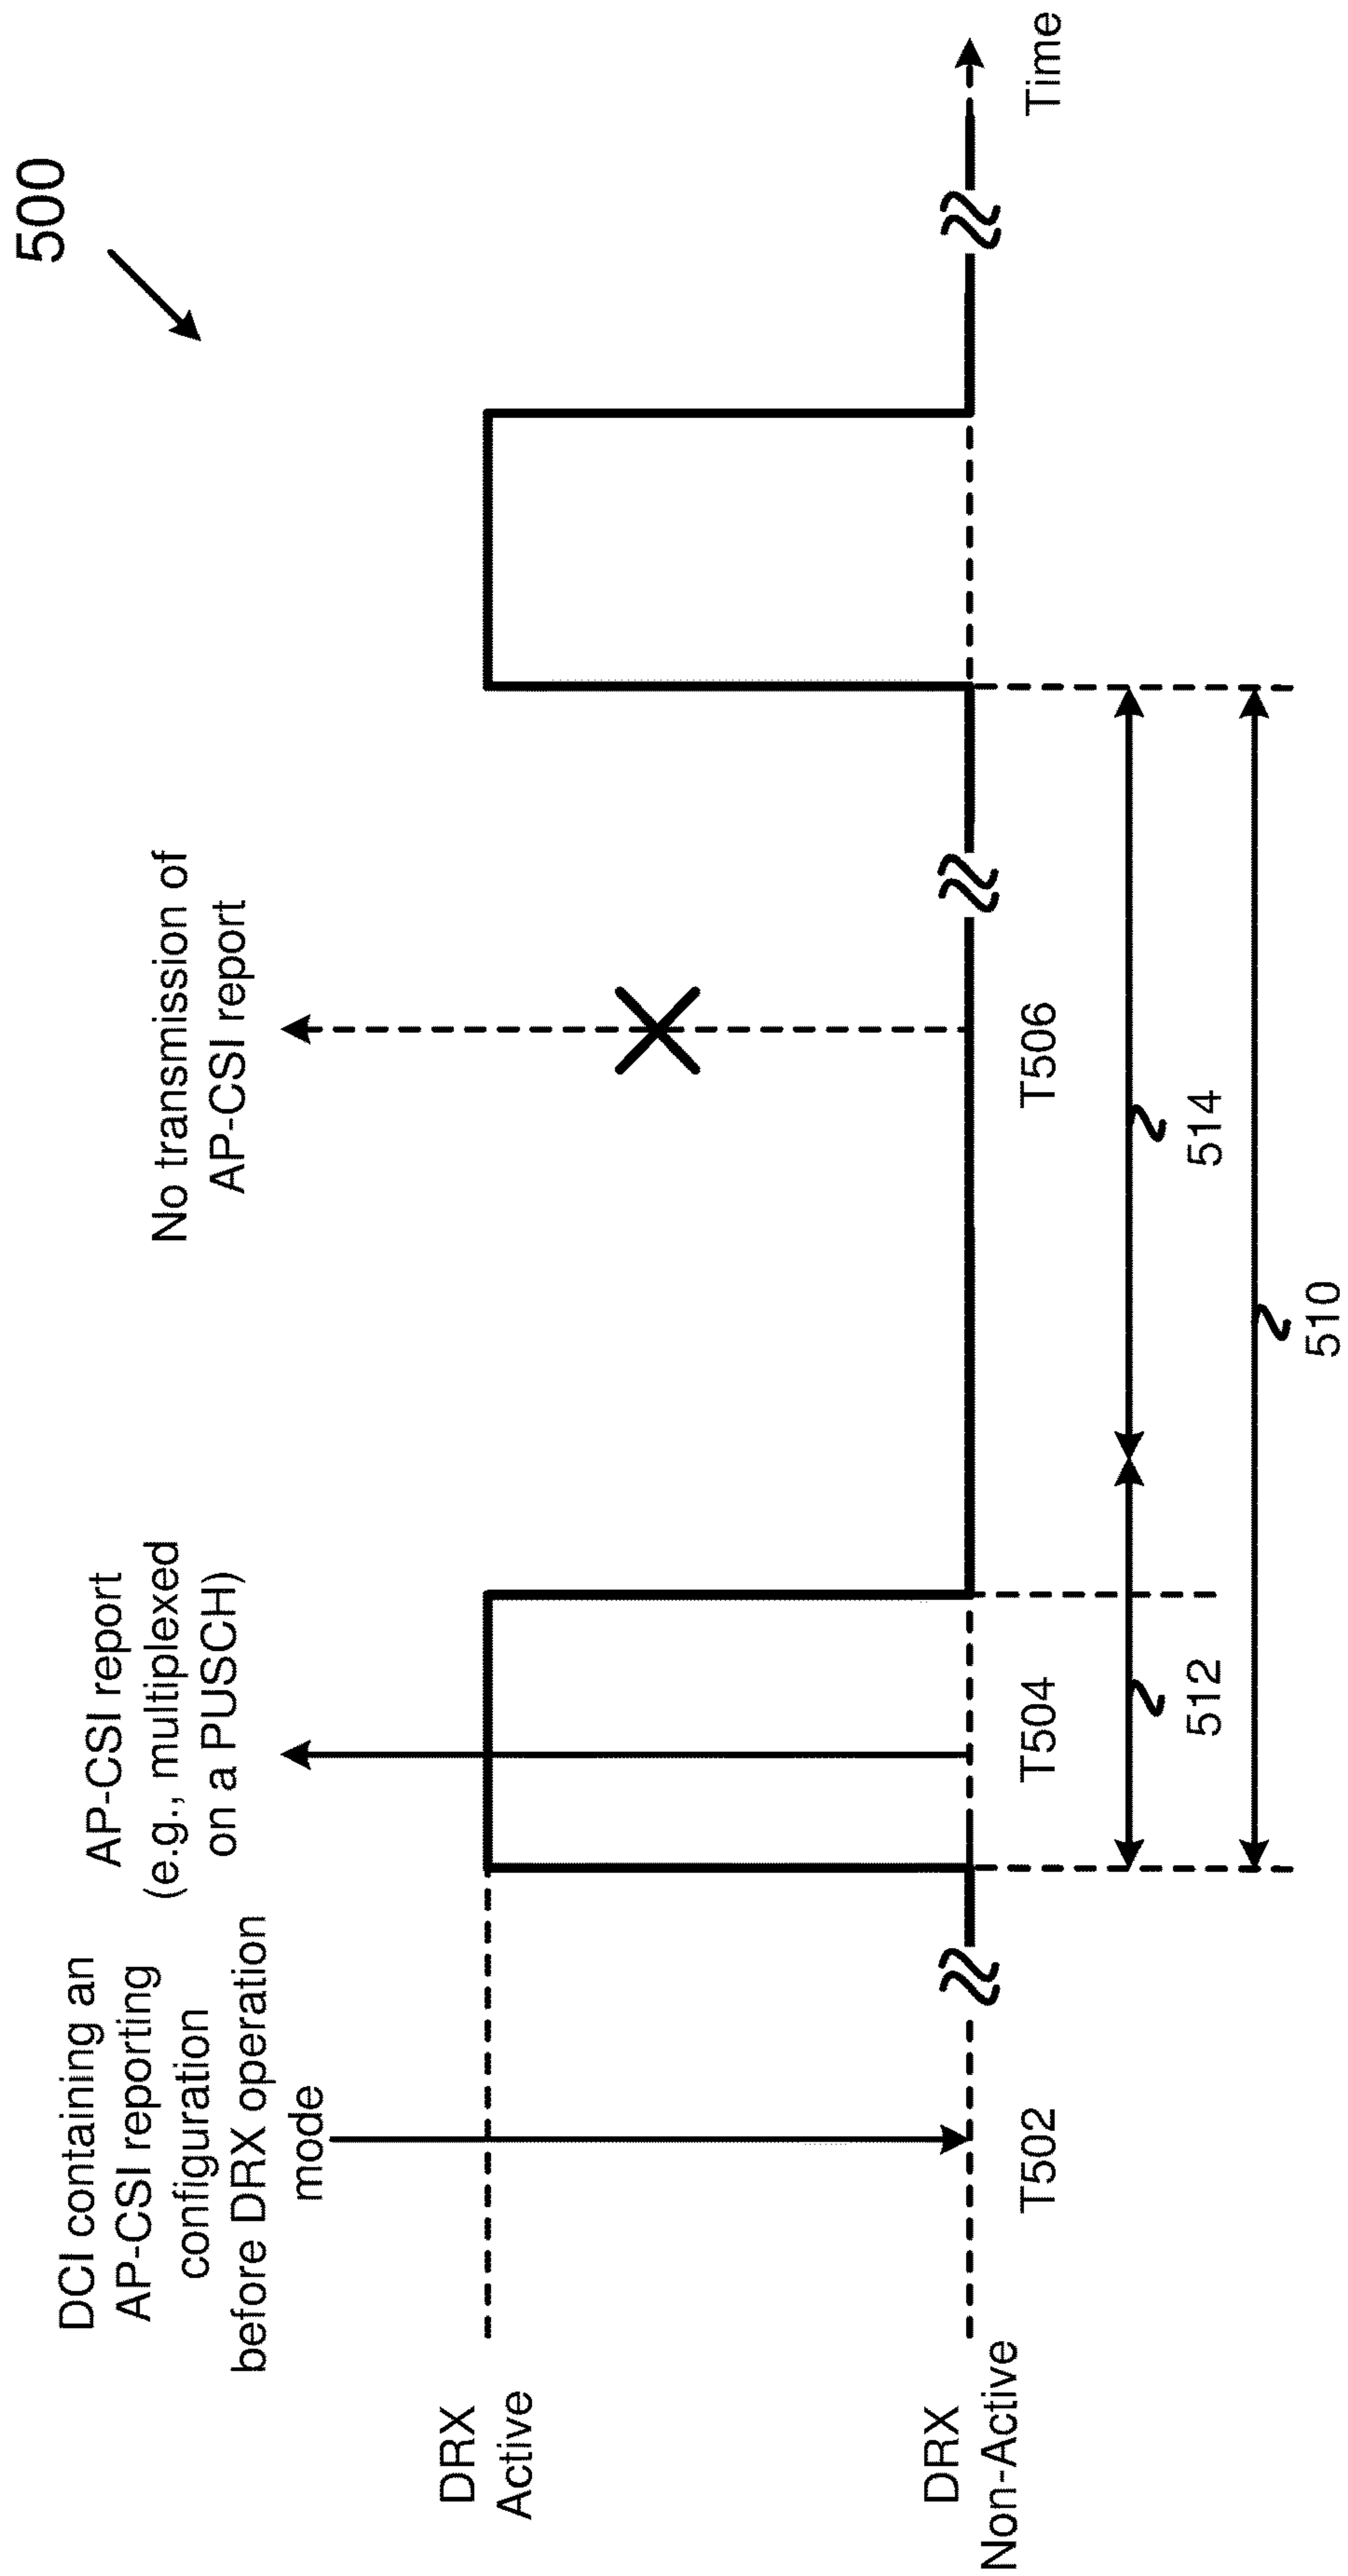 500
DCI containing an
AP-CSI reporting
configuration
before DRX operation
mode
AP-CSI report
(e.g., multiplexed
on a PUSCH)
No transmission of
AP-CSI report
DRX
Active
DRX
Non-Active
T502
T504
T506
Time
512
514
510